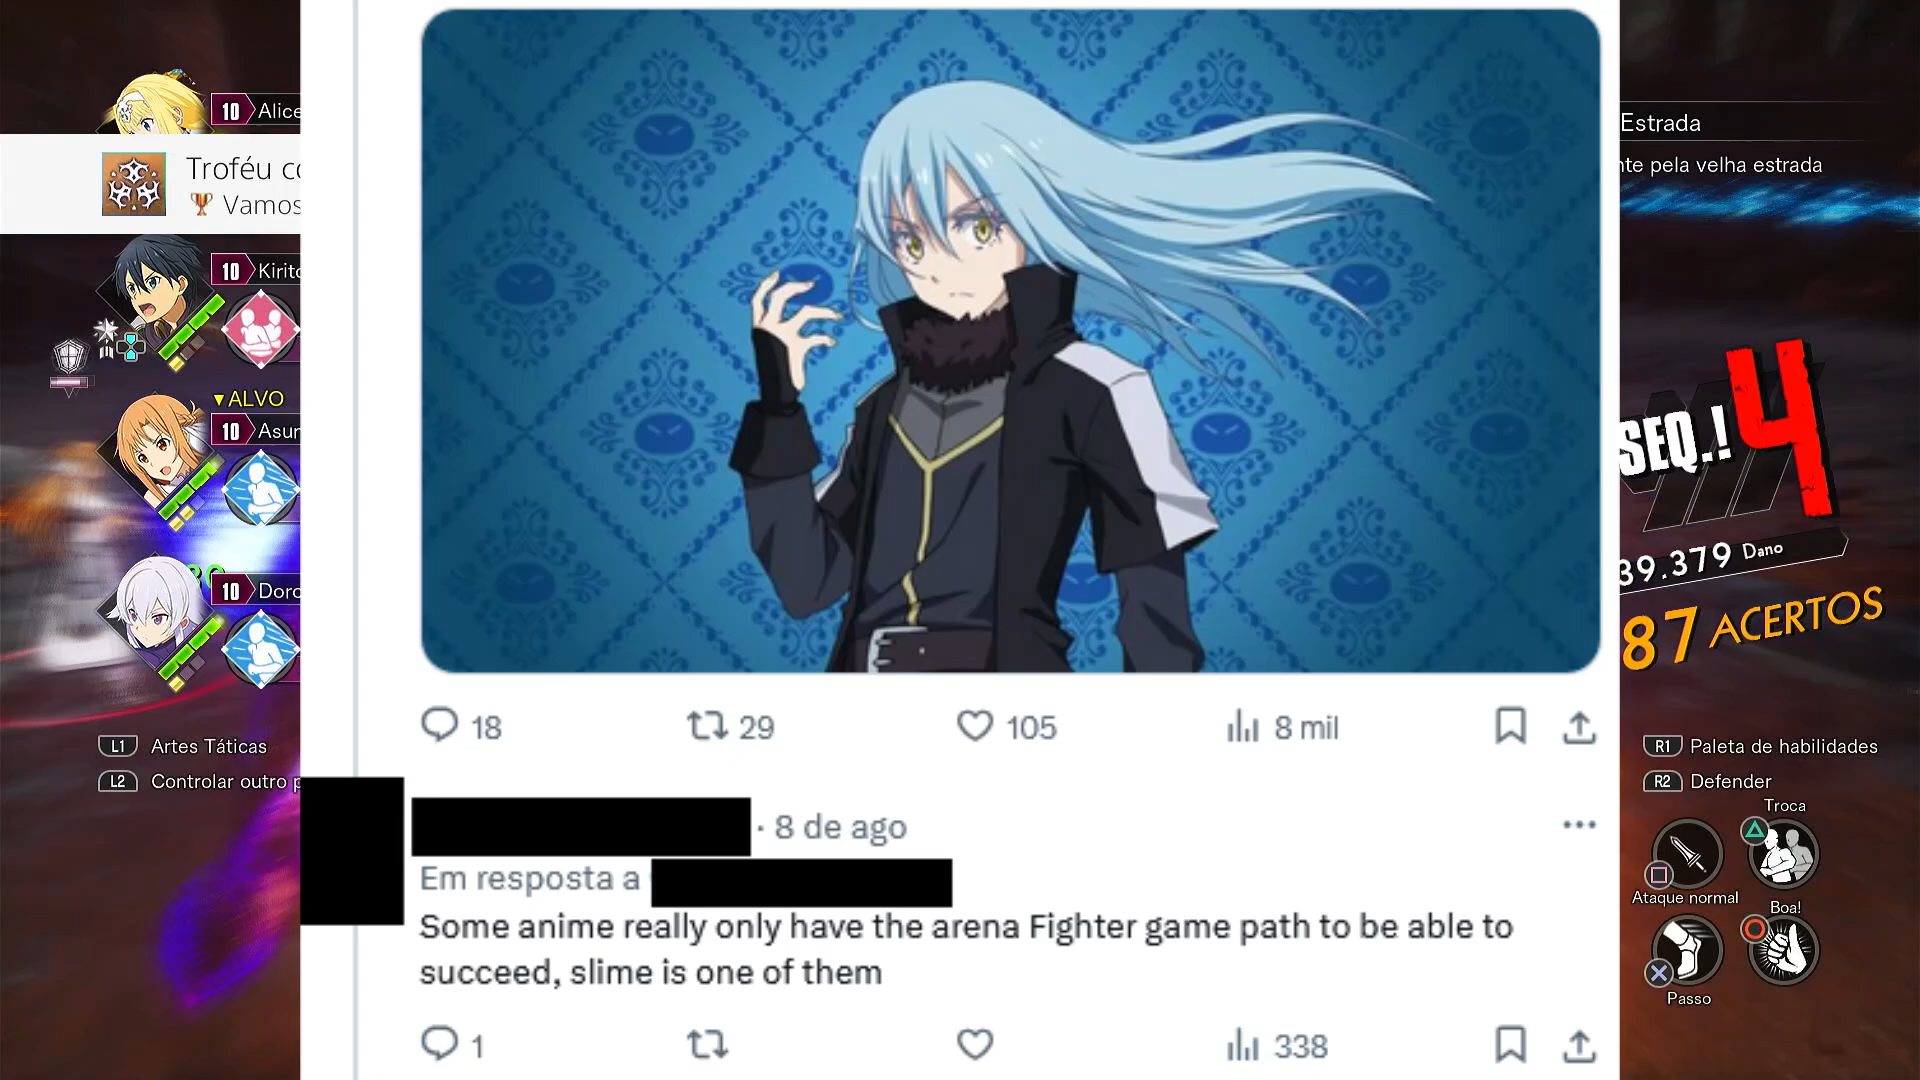 10 Alice
Troféu co
Vamos
10 Kirito
▼ALVO
10 Asun
10 Doro
L1 Artes Táticas
L2 Controlar outro p
18 29 105 8 mil
· 8 de ago
Em resposta a
Some anime really only have the arena Fighter game path to be able to
succeed, slime is one of them
1 338
Estrada
nte pela velha estrada
SEQ.! 4
39.379 Dano
87 ACERTOS
R1 Paleta de habilidades
R2 Defender
Troca
Ataque normal
Boa!
Passo